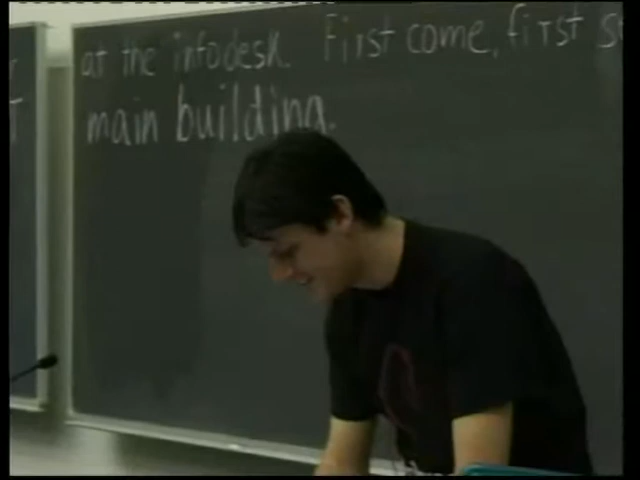 at the infodesk. First come, first s
main building.
T